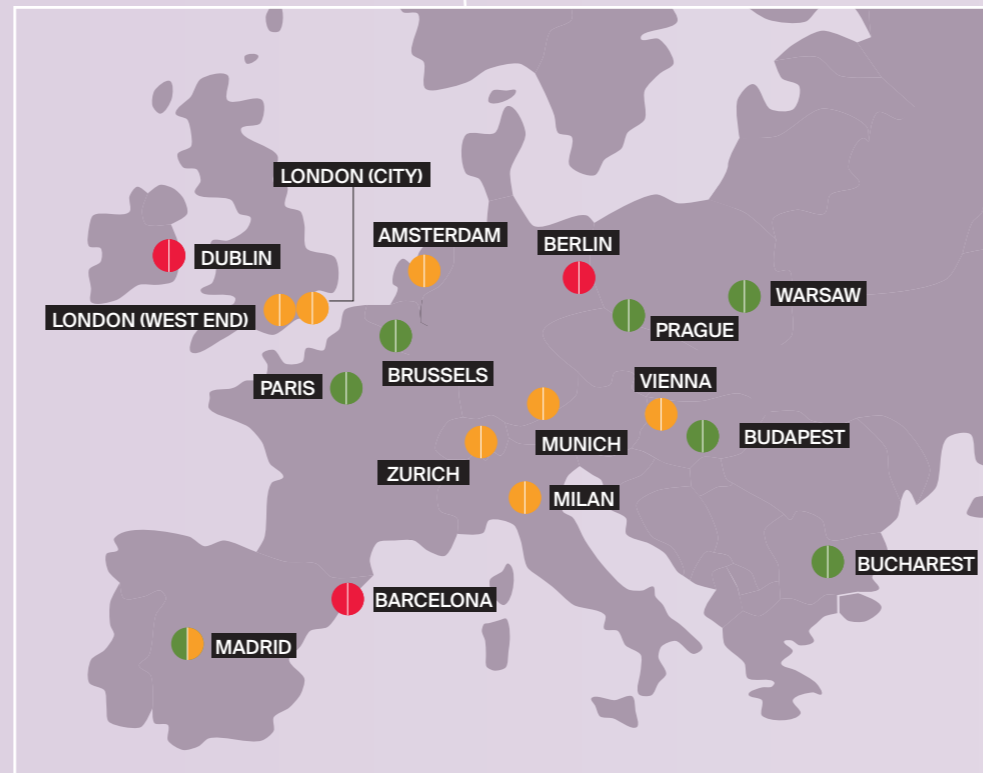 LONDON (CITY)
AMSTERDAM
BERLIN
DUBLIN
WARSAW
LONDON (WEST END)
PRAGUE
BRUSSELS
PARIS
VIENNA
MUNICH
BUDAPEST
ZURICH
MILAN
BUCHAREST
BARCELONA
MADRID